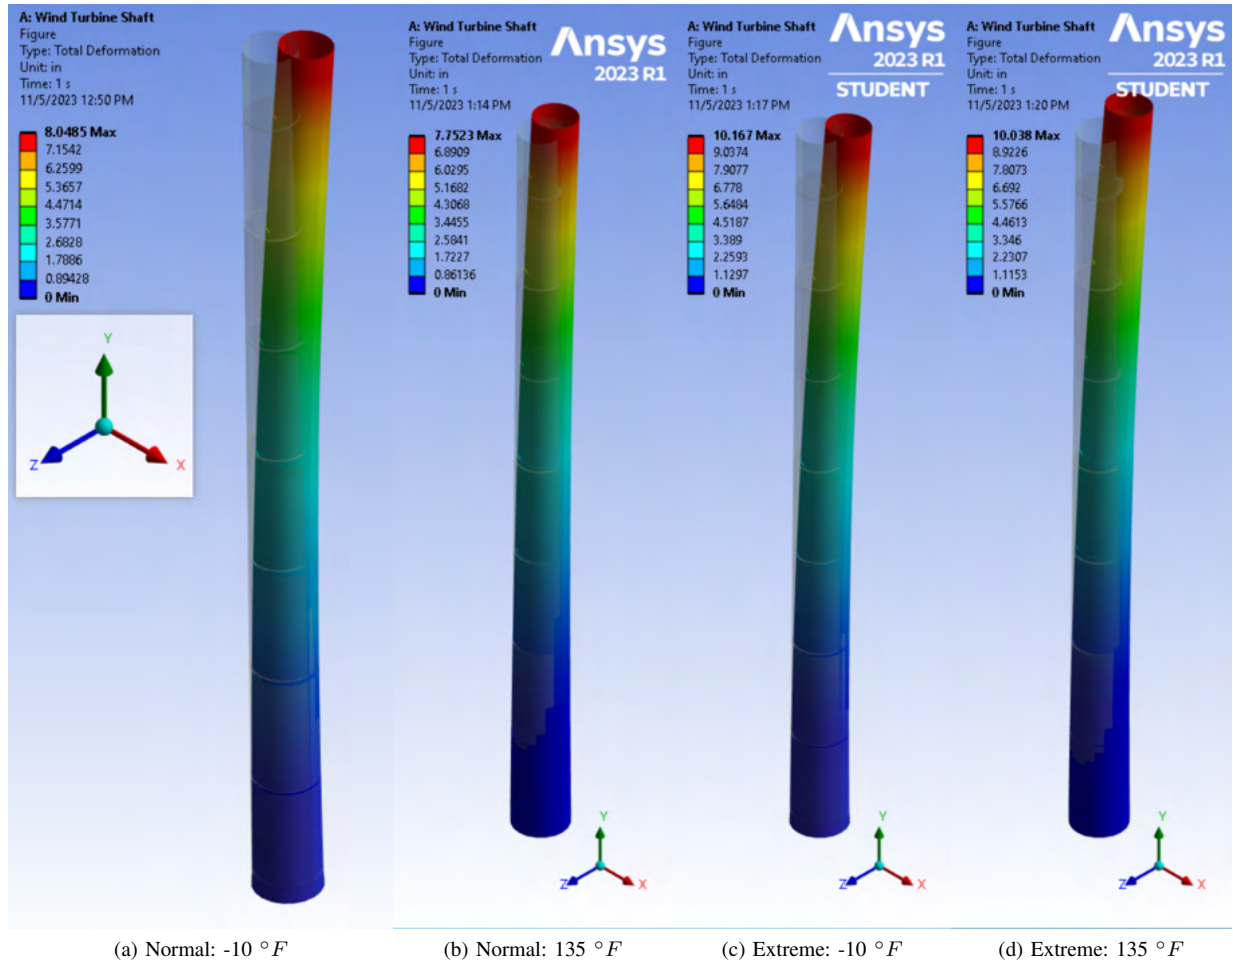 A: Wind Turbine Shaft
Figure
Type: Total Deformation
Unit: in
Time: 1 s
11/5/2023 12:50 PM
8.0485 Max
7.1542
6.2599
5.3657
4.4714
3.5771
2.6828
1.7886
0.89428
0 Min
Y
Z
X
(a) Normal: -10 °F
A: Wind Turbine Shaft
Figure
Type: Total Deformation
Unit: in
Time: 1 s
11/5/2023 1:14 PM
Ansys
2023 R1
7.7523 Max
6.8909
6.0295
5.1682
4.3068
3.4455
2.5841
1.7227
0.86136
0 Min
Y
Z
X
(b) Normal: 135 °F
A: Wind Turbine Shaft
Figure
Type: Total Deformation
Unit: in
Time: 1 s
11/5/2023 1:17 PM
Ansys
2023 R1
STUDENT
10.167 Max
9.0374
7.9077
6.778
5.6484
4.5187
3.389
2.2593
1.1297
0 Min
Y
Z
X
(c) Extreme: -10 °F
A: Wind Turbine Shaft
Figure
Type: Total Deformation
Unit: in
Time: 1 s
11/5/2023 1:20 PM
Ansys
2023 R1
STUDENT
10.038 Max
8.9226
7.8073
6.692
5.5766
4.4613
3.346
2.2307
1.1153
0 Min
Y
Z
X
(d) Extreme: 135 °F